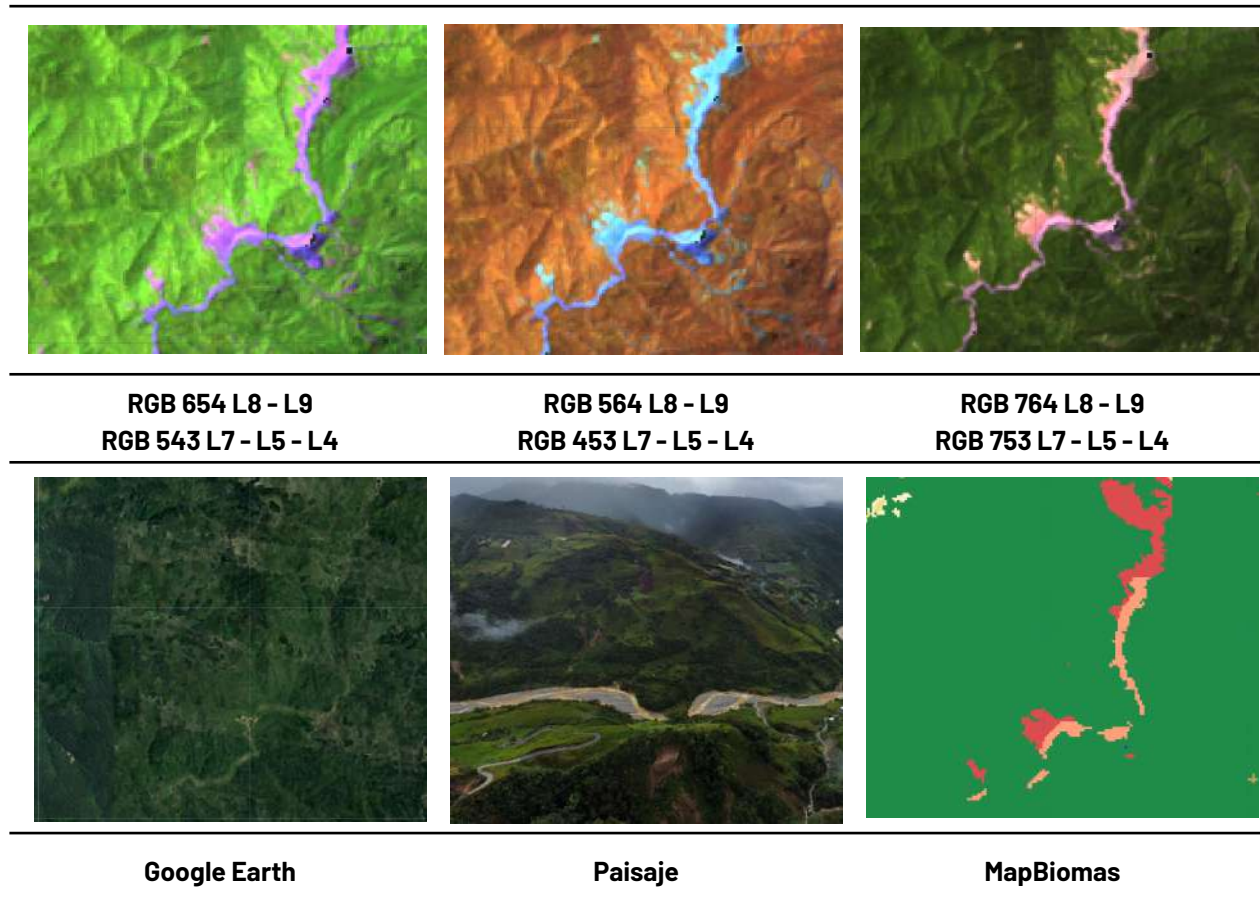 RGB 654 L8 - L9
RGB 543 L7 - L5 - L4
RGB 564 L8 - L9
RGB 453 L7 - L5 - L4
RGB 764 L8 - L9
RGB 753 L7 - L5 - L4
Google Earth
Paisaje
MapBiomas